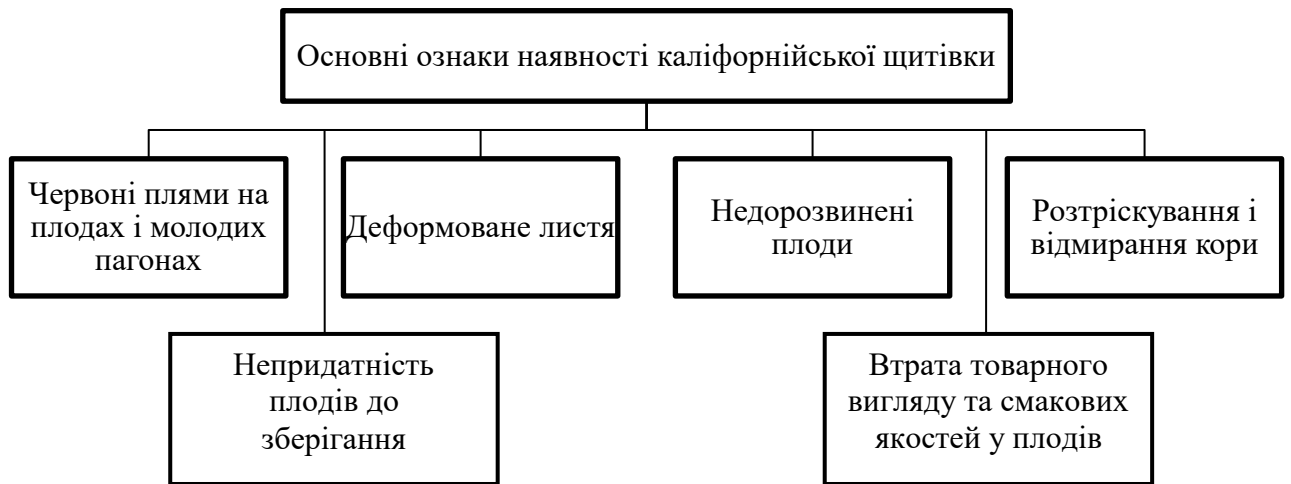 Основні ознаки наявності каліфорнійської щитівки
Червоні плями на
плодах і молодих
пагонах
Деформоване листя
Недорозвинені
плоди
Розтріскування і
відмирання кори
Непридатність
плодів до
зберігання
Втрата товарного
вигляду та смакових
якостей у плодів